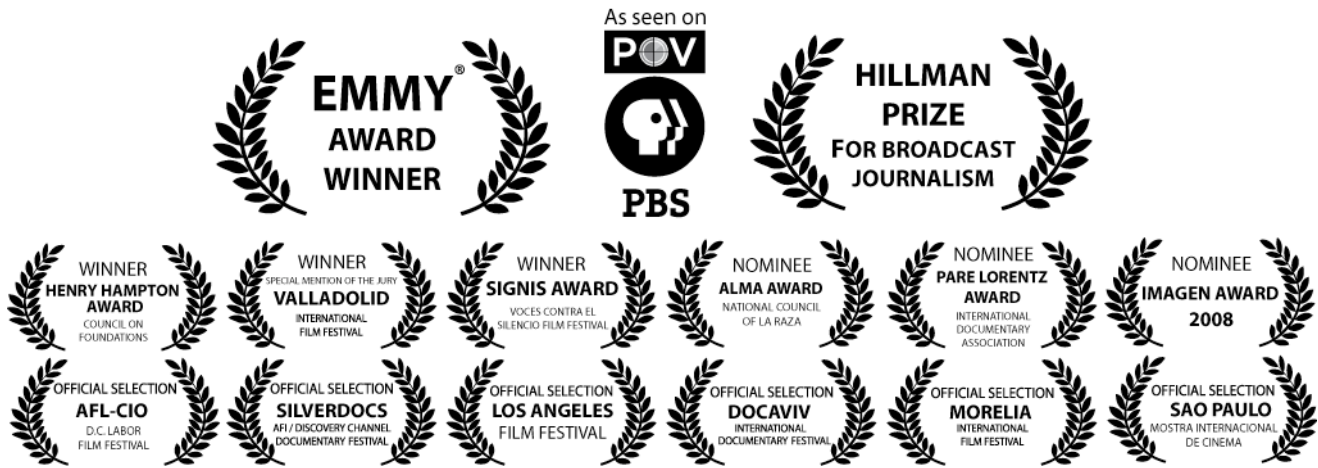 EMMY®
AWARD
WINNER
As seen on
POV
PBS
HILLMAN
PRIZE
FOR BROADCAST
JOURNALISM
WINNER
HENRY HAMPTON
AWARD
COUNCIL ON
FOUNDATIONS
WINNER
SPECIAL MENTION OF THE JURY
VALLADOLID
INTERNATIONAL
FILM FESTIVAL
WINNER
SIGNIS AWARD
VOCES CONTRA EL
SILENCIO FILM FESTIVAL
NOMINEE
ALMA AWARD
NATIONAL COUNCIL
OF LA RAZA
NOMINEE
PARE LORENTZ
AWARD
INTERNATIONAL
DOCUMENTARY
ASSOCIATION
NOMINEE
IMAGEN AWARD
2008
OFFICIAL SELECTION
AFL-CIO
D.C. LABOR
FILM FESTIVAL
OFFICIAL SELECTION
SILVERDOCS
AFI / DISCOVERY CHANNEL
DOCUMENTARY FESTIVAL
OFFICIAL SELECTION
LOS ANGELES
FILM FESTIVAL
OFFICIAL SELECTION
DOCAVIV
INTERNATIONAL
DOCUMENTARY FESTIVAL
OFFICIAL SELECTION
MORELIA
INTERNATIONAL
FILM FESTIVAL
OFFICIAL SELECTION
SAO PAULO
MOSTRA INTERNACIONAL
DE CINEMA